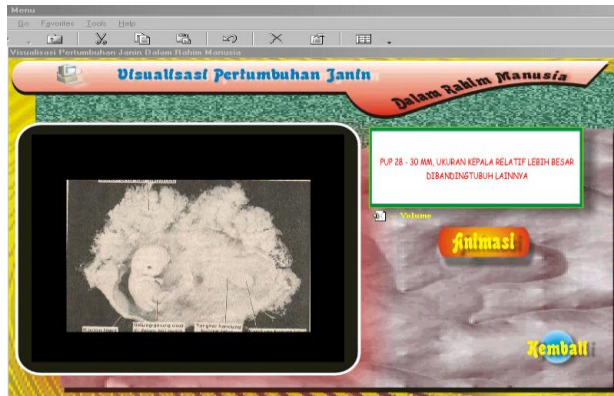 Menu
Go Favorites Tools Help
Visualisasi Pertumbuhan Janin Dalam Rahim Manusia
Visualisasi Pertumbuhan Janin
Dalam Rahim Manusia
PUP 28 - 30 MM, UKURAN KEPALA RELATIF LEBIH BESAR
DIBANDINGTUBUH LAINNYA
Volume
Animasi
Kembali